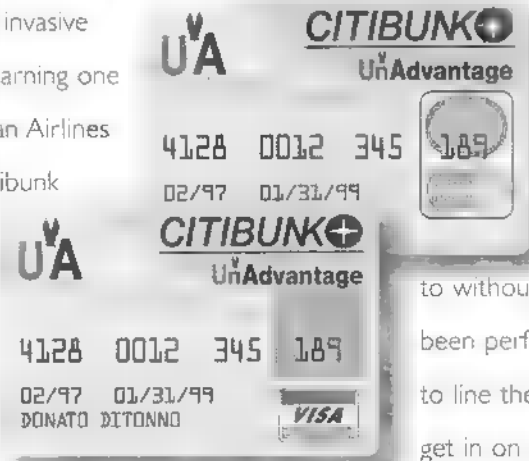 invasive
arning one
an Airlines
ibunk
UA
CITIBUNK
UnAdvantage
4128 0012 345 189
02/97 01/31/99
UA
CITIBUNK
UnAdvantage
4128 0012 345 189
02/97 01/31/99
DONATO DITONNO
VISA
to withou
been perf
to line the
get in on